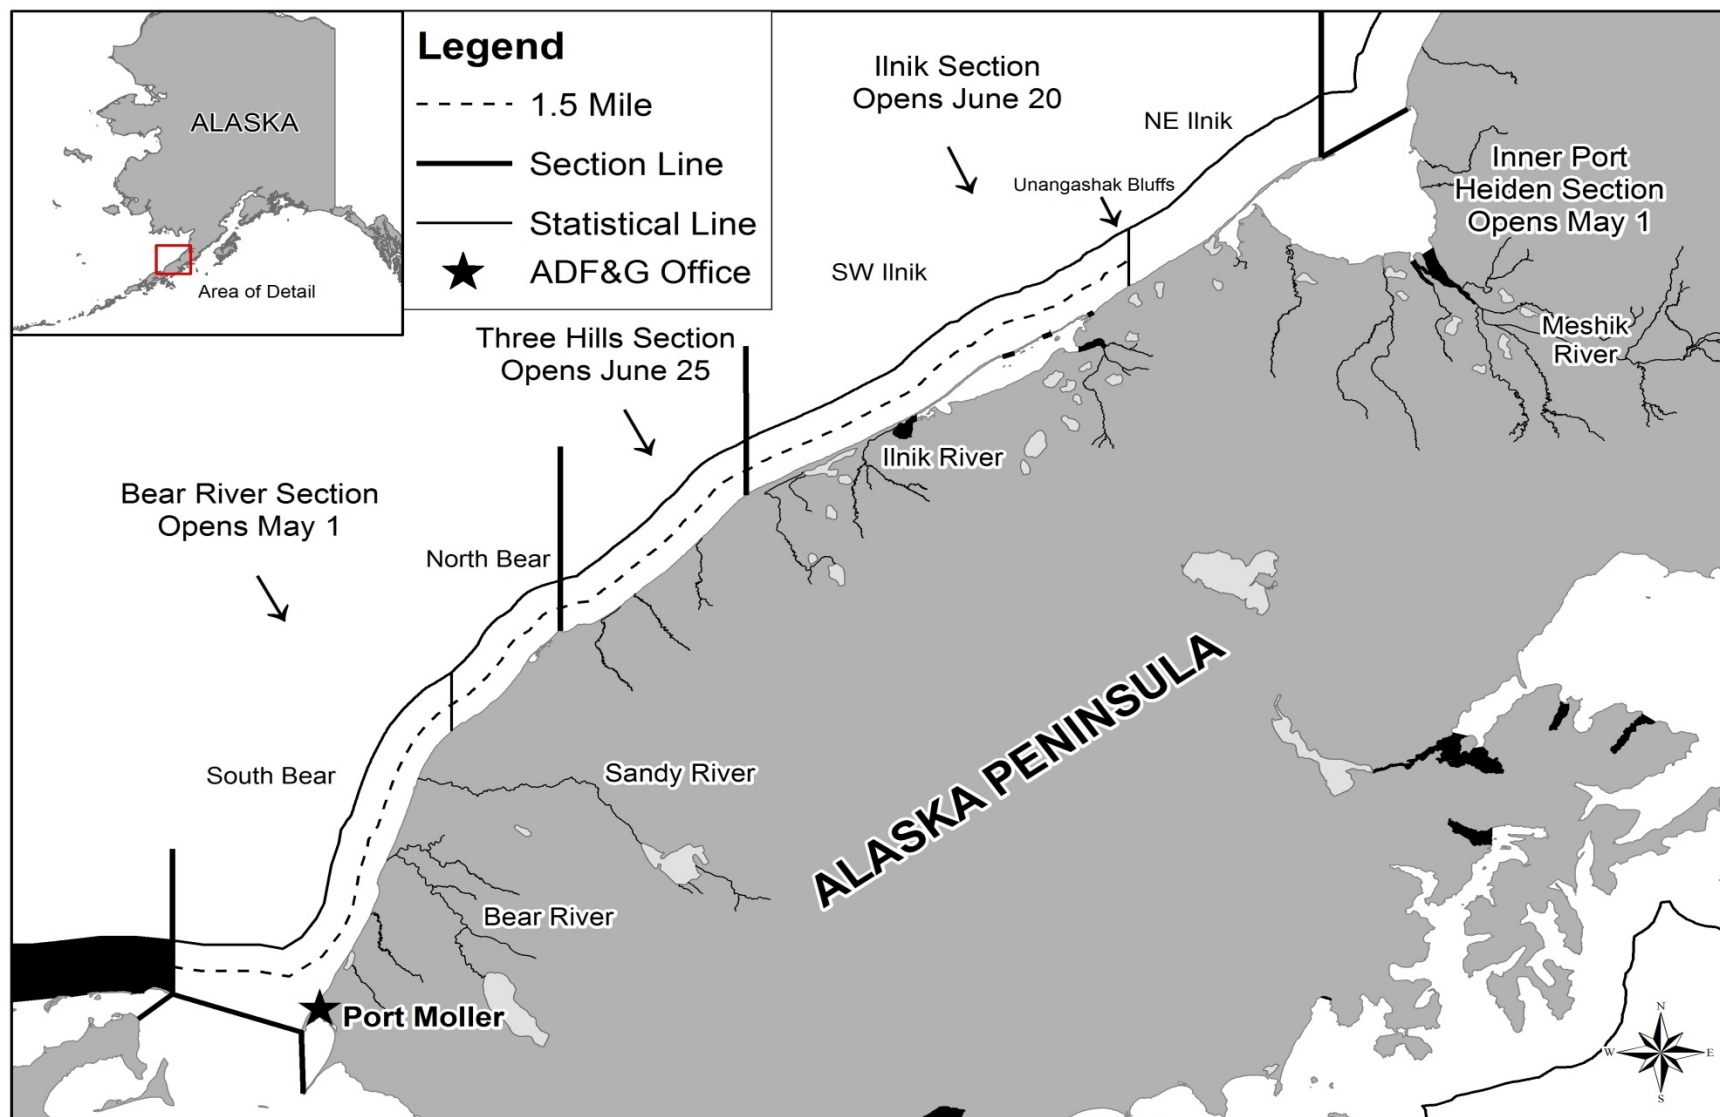 ALASKA
Area of Detail
Legend
1.5 Mile
Section Line
Statistical Line
ADF&G Office
Ilnik Section
Opens June 20
NE Ilnik
Unangashak Bluffs
Inner Port
Heiden Section
Opens May 1
SW Ilnik
Meshik
River
Three Hills Section
Opens June 25
Ilnik River
Bear River Section
Opens May 1
North Bear
ALASKA PENINSULA
South Bear
Sandy River
Bear River
Port Moller
N
W
E
S